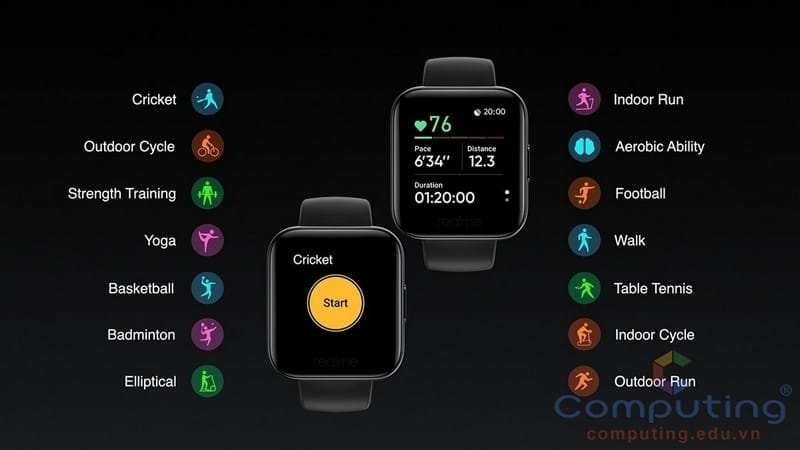 Cricket
Outdoor Cycle
Strength Training
Yoga
Basketball
Badminton
Elliptical
20:00
76
Pace
Distance
6'34''
12.3
Duration
01:20:00
realme
Cricket
Start
realme
Indoor Run
Aerobic Ability
Football
Walk
Table Tennis
Indoor Cycle
Outdoor Run
Computing®
computing.edu.vn